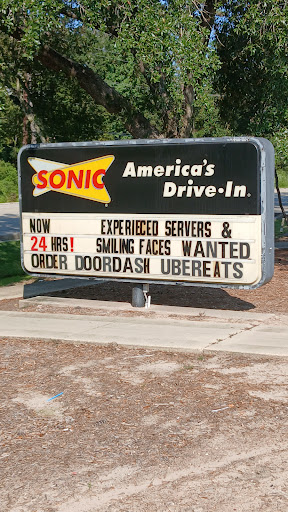 SONIC
America's
Drive-In®
NOW EXPERIECED SERVERS &
24 HRS! SMILING FACES WANTED
ORDER DOORDASH UBEREATS